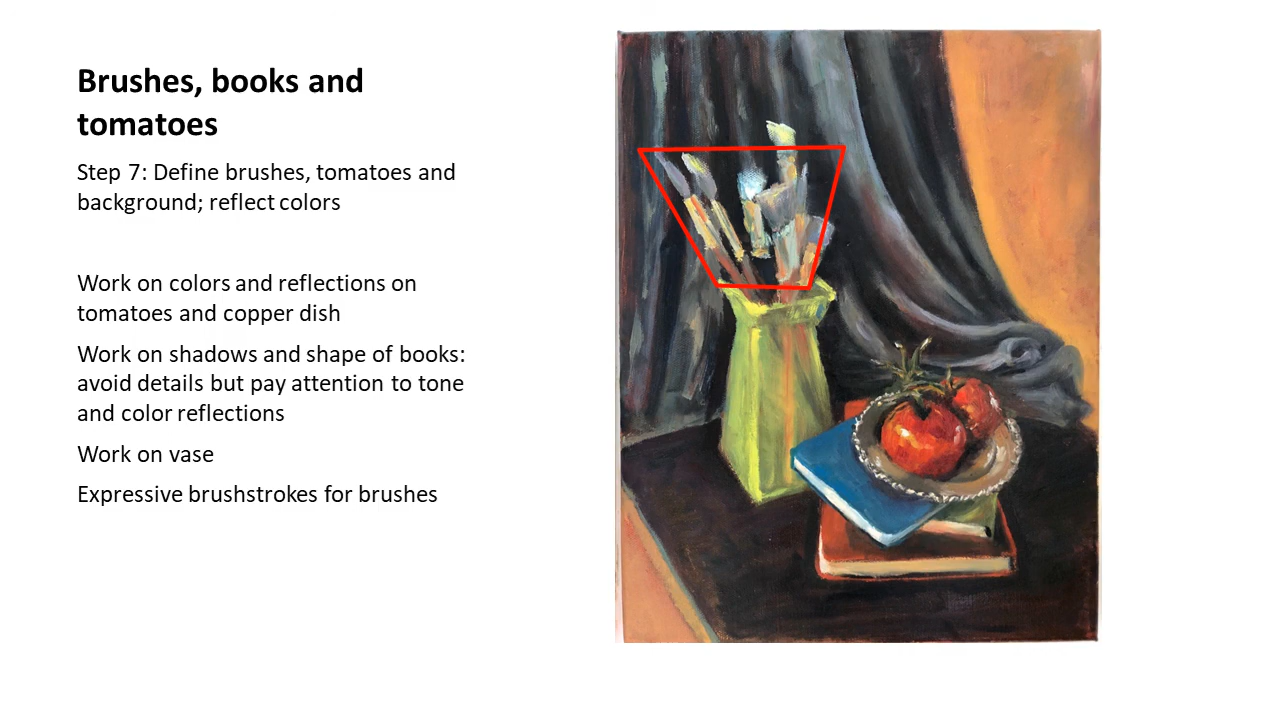 Brushes, books and
tomatoes
Step 7: Define brushes, tomatoes and
background; reflect colors
Work on colors and reflections on
tomatoes and copper dish
Work on shadows and shape of books:
avoid details but pay attention to tone
and color reflections
Work on vase
Expressive brushstrokes for brushes